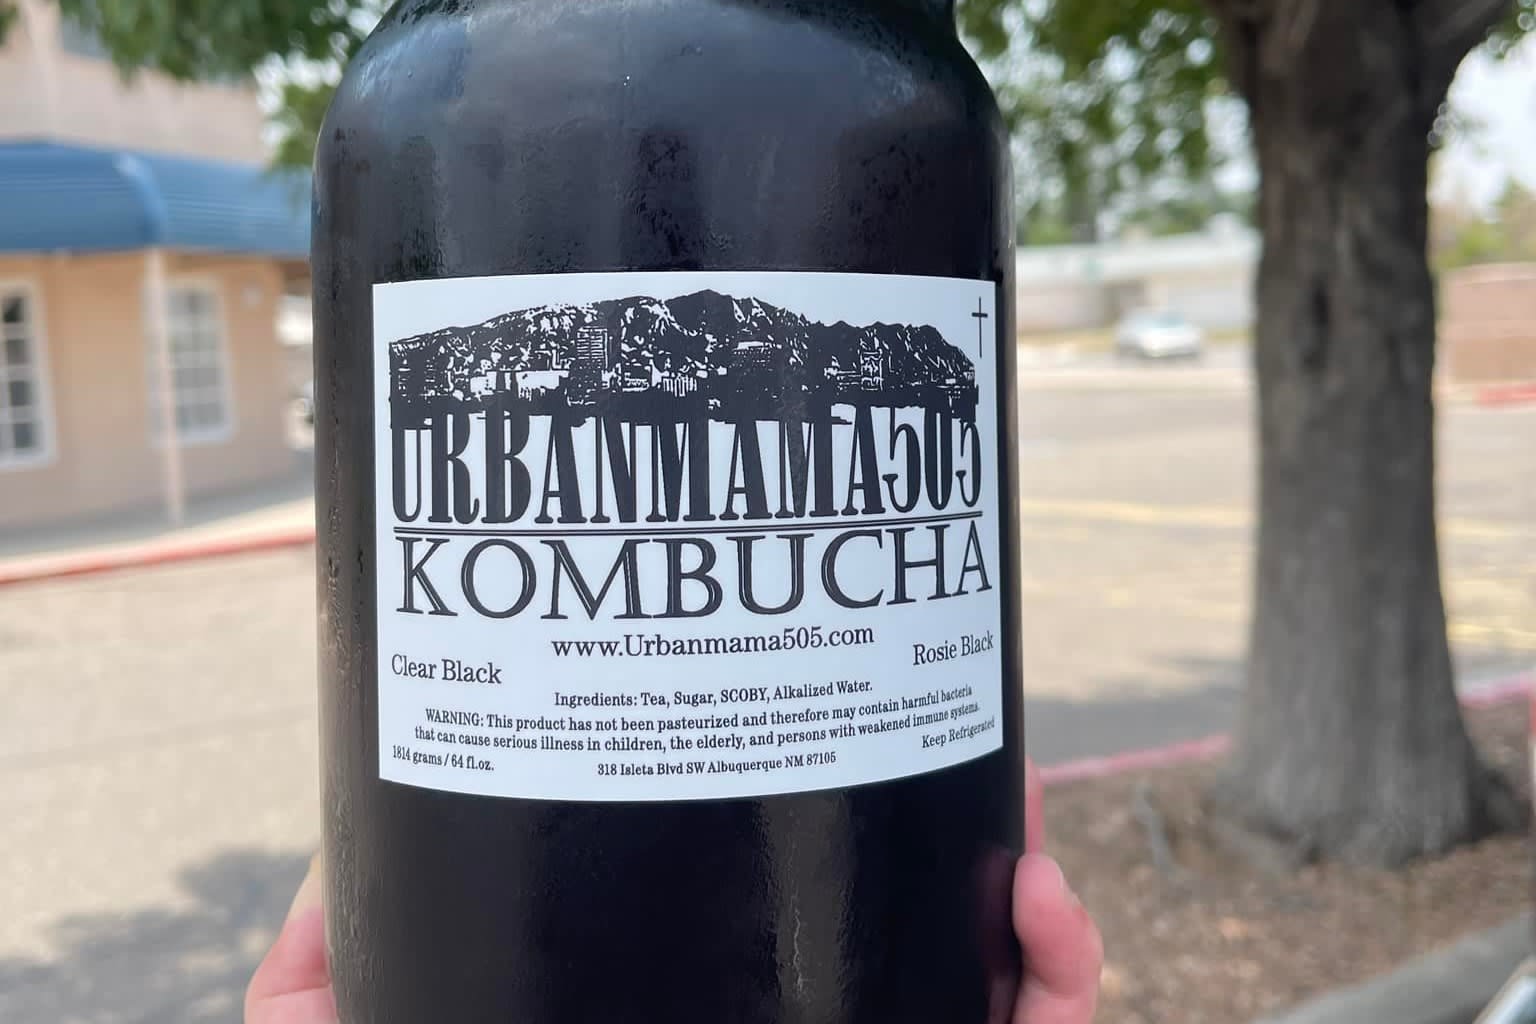 URBANMAMA505
KOMBUCHA
www.Urbanmama505.com
Clear Black
Rosie Black
Ingredients: Tea, Sugar, SCOBY, Alkalized Water.
WARNING: This product has not been pasteurized and therefore may contain harmful bacteria
that can cause serious illness in children, the elderly, and persons with weakened immune systems.
Keep Refrigerated
1814 grams / 64 fl.oz.
318 Isleta Blvd SW Albuquerque NM 87105